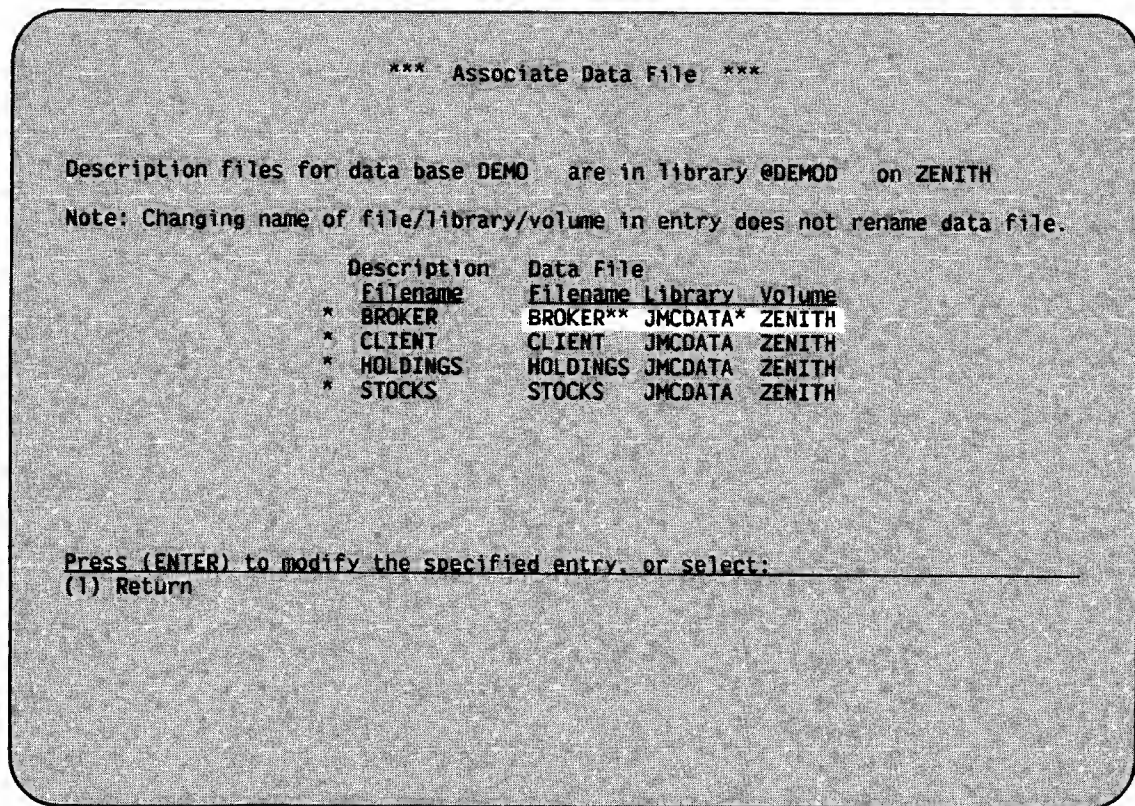 *** Associate Data File ***
Description files for data base DEMO are in library @DEMOD on ZENITH
Note: Changing name of file/library/volume in entry does not rename data file.
Description Data File
Filename Filename Library Volume
* BROKER BROKER** JMCDATA* ZENITH
* CLIENT CLIENT JMCDATA ZENITH
* HOLDINGS HOLDINGS JMCDATA ZENITH
* STOCKS STOCKS JMCDATA ZENITH
Press (ENTER) to modify the specified entry, or select:
(1) Return